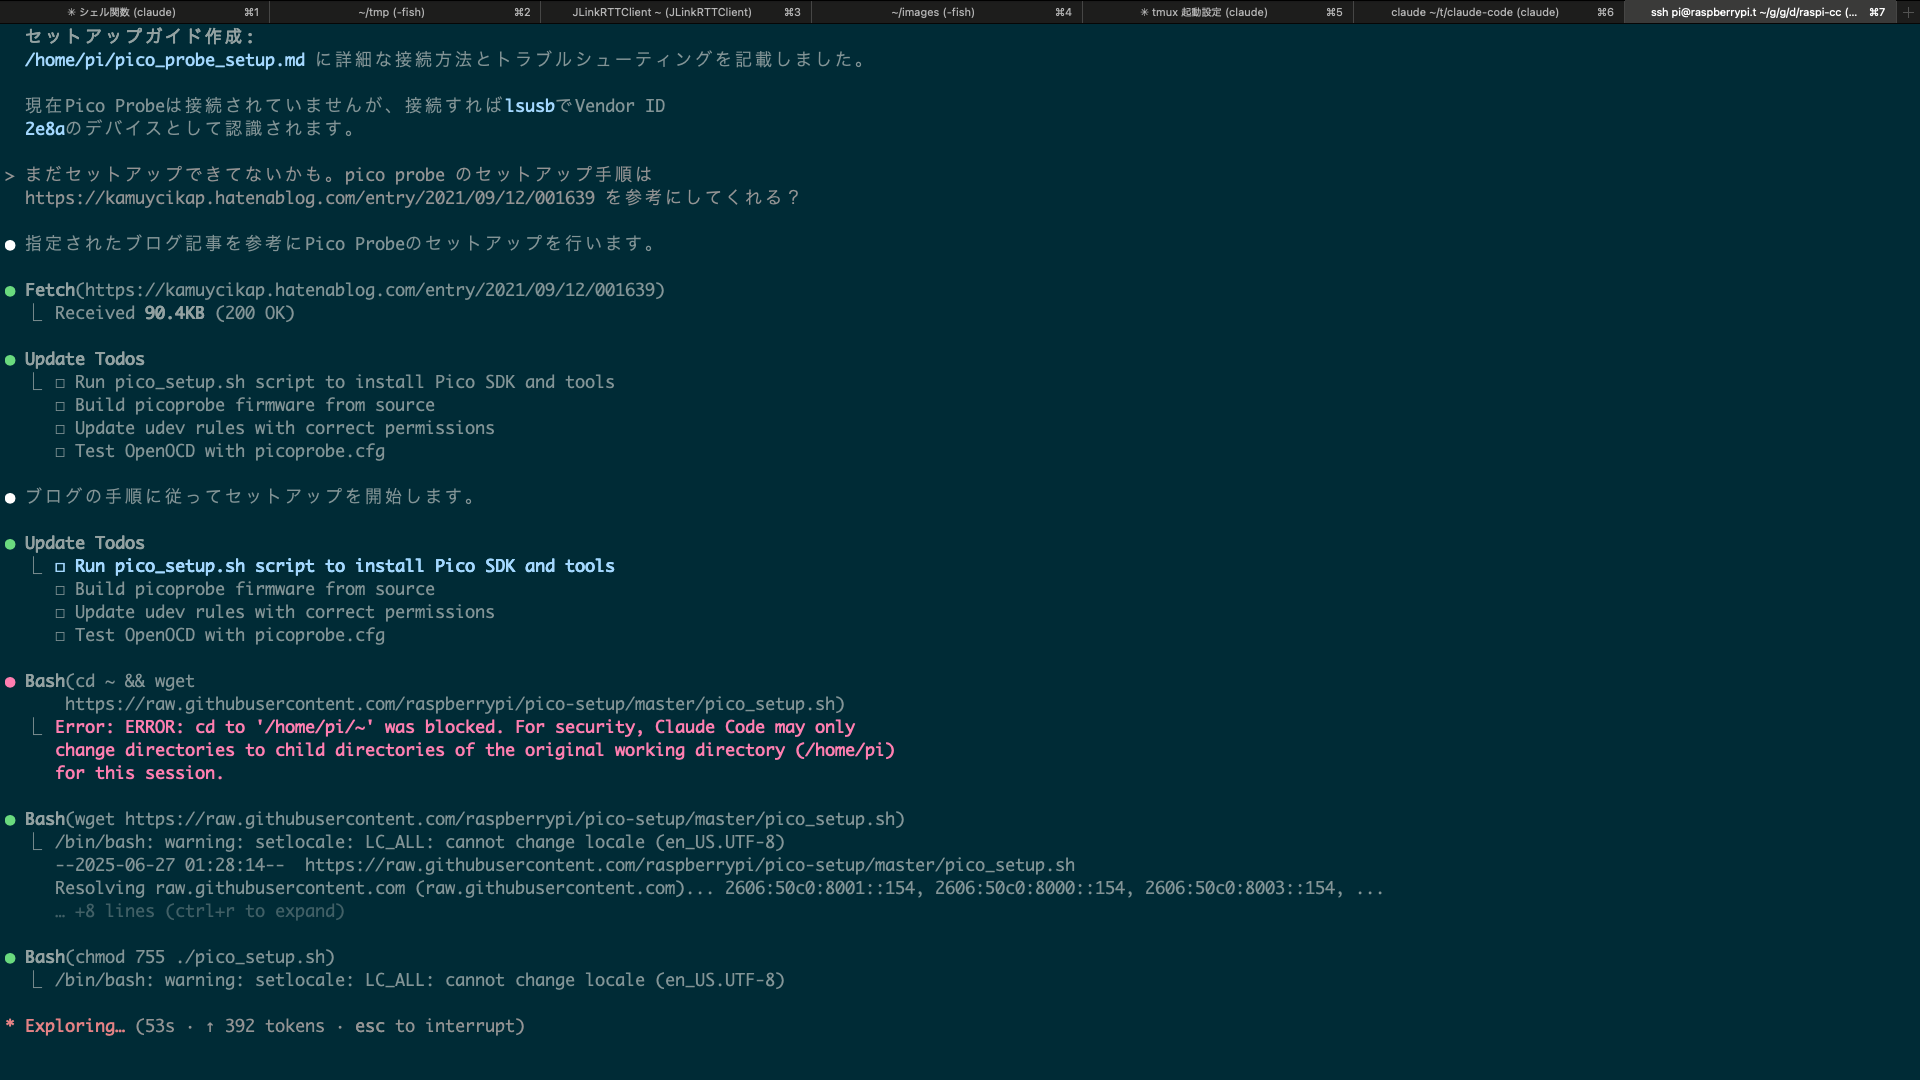 ✳ シェル関数 (claude) ⌘1 ~/tmp (-fish) ⌘2 JLinkRTTClient ~ (JLinkRTTClient) ⌘3 ~/images (-fish) ⌘4 ✳ tmux 起動設定 (claude) ⌘5 claude ~/t/claude-code (claude) ⌘6 ssh pi@raspberrypi.t ~/g/g/d/raspi-cc (... ⌘7
セットアップガイド作成:
/home/pi/pico_probe_setup.md に詳細な接続方法とトラブルシューティングを記載しました。
現在Pico Probeは接続されていませんが、接続すればlsusbでVendor ID
2e8aのデバイスとして認識されます。
> まだセットアップできてないかも。pico probe のセットアップ手順は
https://kamuycikap.hatenablog.com/entry/2021/09/12/001639 を参考にしてくれる？
● 指定されたブログ記事を参考にPico Probeのセットアップを行います。
● Fetch(https://kamuycikap.hatenablog.com/entry/2021/09/12/001639)
⎿ Received 90.4KB (200 OK)
● Update Todos
⎿ ☐ Run pico_setup.sh script to install Pico SDK and tools
☐ Build picoprobe firmware from source
☐ Update udev rules with correct permissions
☐ Test OpenOCD with picoprobe.cfg
● ブログの手順に従ってセットアップを開始します。
● Update Todos
⎿ ☐ Run pico_setup.sh script to install Pico SDK and tools
☐ Build picoprobe firmware from source
☐ Update udev rules with correct permissions
☐ Test OpenOCD with picoprobe.cfg
● Bash(cd ~ && wget
https://raw.githubusercontent.com/raspberrypi/pico-setup/master/pico_setup.sh)
⎿ Error: ERROR: cd to '/home/pi/~' was blocked. For security, Claude Code may only
change directories to child directories of the original working directory (/home/pi)
for this session.
● Bash(wget https://raw.githubusercontent.com/raspberrypi/pico-setup/master/pico_setup.sh)
⎿ /bin/bash: warning: setlocale: LC_ALL: cannot change locale (en_US.UTF-8)
--2025-06-27 01:28:14-- https://raw.githubusercontent.com/raspberrypi/pico-setup/master/pico_setup.sh
Resolving raw.githubusercontent.com (raw.githubusercontent.com)... 2606:50c0:8001::154, 2606:50c0:8000::154, 2606:50c0:8003::154, ...
… +8 lines (ctrl+r to expand)
● Bash(chmod 755 ./pico_setup.sh)
⎿ /bin/bash: warning: setlocale: LC_ALL: cannot change locale (en_US.UTF-8)
* Exploring… (53s · ↑ 392 tokens · esc to interrupt)